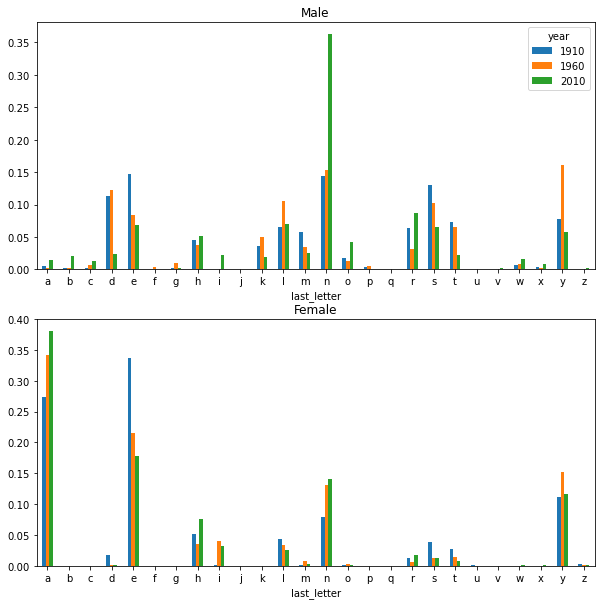 Male
year
1910
1960
2010
0.35
0.30
0.25
0.20
0.15
0.10
0.05
0.00
a b c d e f g h i j k l m n o p q r s t u v w x y z
last_letter
Female
0.40
0.35
0.30
0.25
0.20
0.15
0.10
0.05
0.00
a b c d e f g h i j k l m n o p q r s t u v w x y z
last_letter